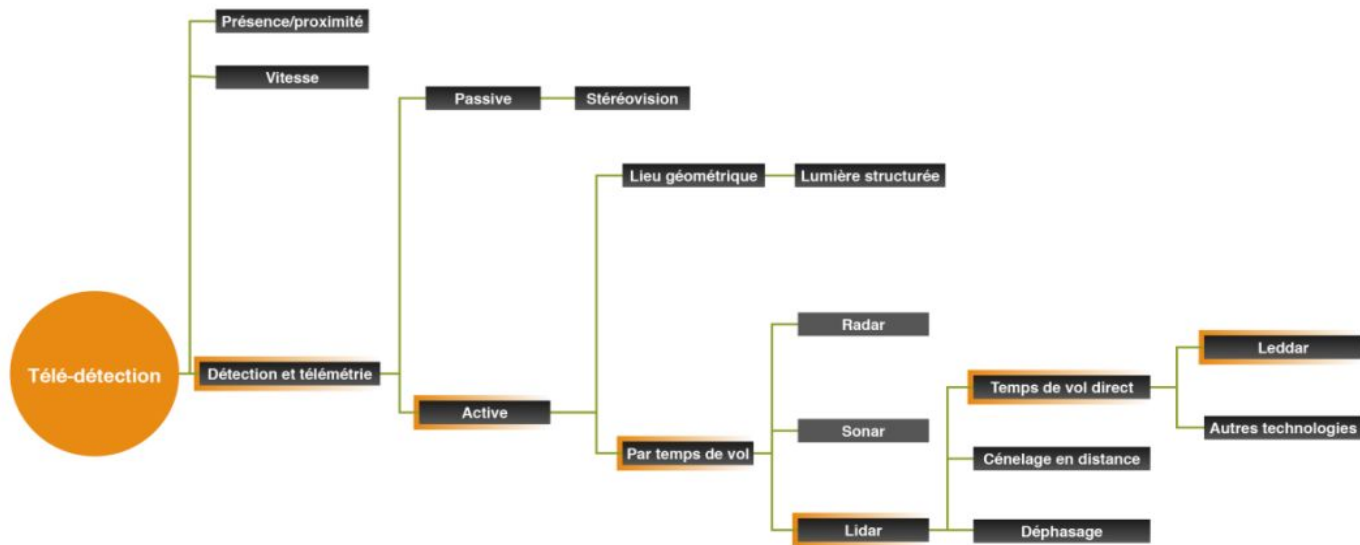 Présence/proximité
Vitesse
Passive
Stéréovision
Lieu géométrique
Lumière structurée
Radar
Leddar
Télé-détection
Détection et télémétrie
Temps de vol direct
Active
Sonar
Autres technologies
Par temps de vol
Cénelage en distance
Lidar
Déphasage